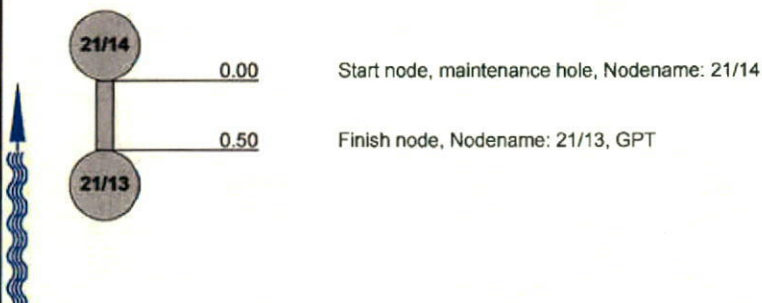 21/14
0.00 Start node, maintenance hole, Nodename: 21/14
0.50 Finish node, Nodename: 21/13, GPT
21/13